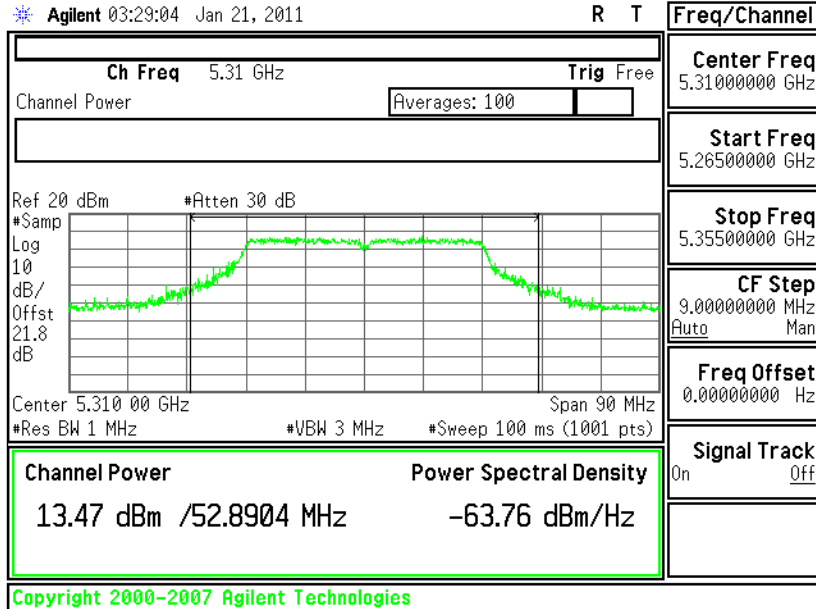 Agilent 03:29:04 Jan 21, 2011 R T
Freq/Channel
Ch Freq 5.31 GHz Trig Free
Channel Power Averages: 100
Center Freq
5.31000000 GHz
Start Freq
5.26500000 GHz
Stop Freq
5.35500000 GHz
CF Step
9.00000000 MHz
Auto Man
Freq Offset
0.00000000 Hz
Signal Track
On Off
Ref 20 dBm #Atten 30 dB
#Samp
Log
10
dB/
Offst
21.8
dB
Center 5.310 00 GHz Span 90 MHz
#Res BW 1 MHz #VBW 3 MHz #Sweep 100 ms (1001 pts)
Channel Power Power Spectral Density
13.47 dBm /52.8904 MHz -63.76 dBm/Hz
Copyright 2000-2007 Agilent Technologies